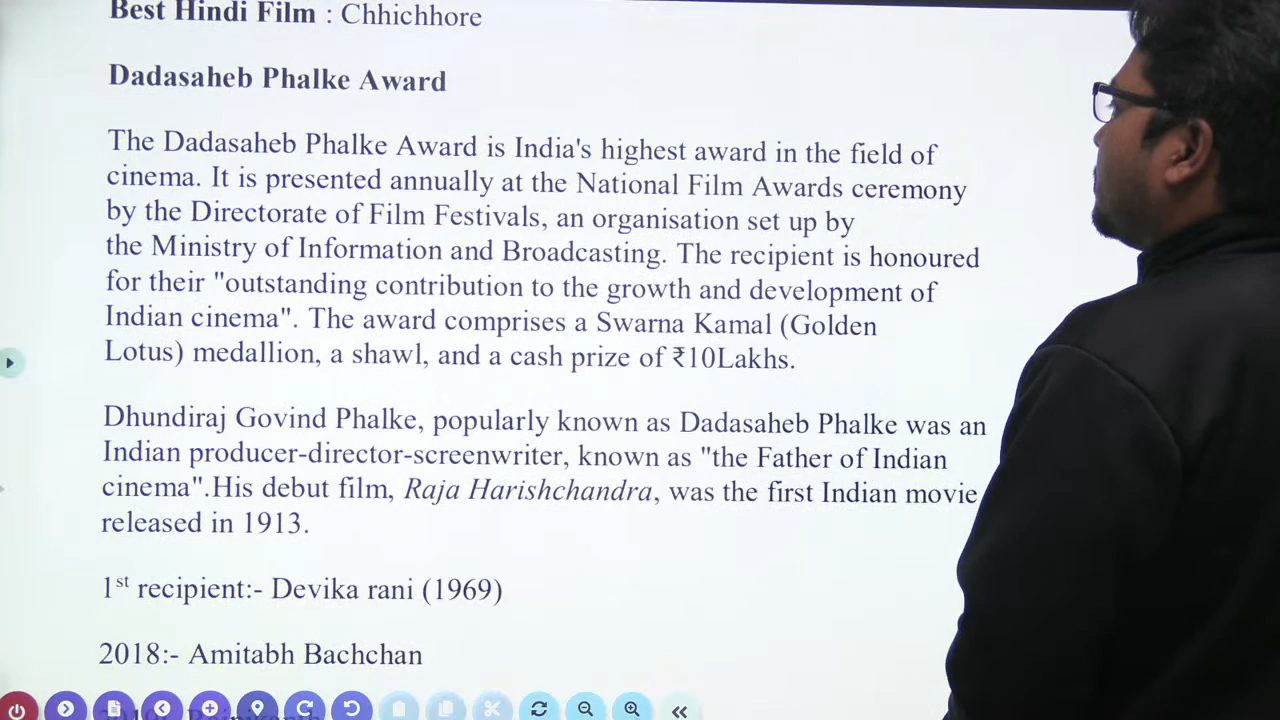 Best Hindi Film : Chhichhore
Dadasaheb Phalke Award
The Dadasaheb Phalke Award is India's highest award in the field of
cinema. It is presented annually at the National Film Awards ceremony
by the Directorate of Film Festivals, an organisation set up by
the Ministry of Information and Broadcasting. The recipient is honoured
for their "outstanding contribution to the growth and development of
Indian cinema". The award comprises a Swarna Kamal (Golden
Lotus) medallion, a shawl, and a cash prize of ₹10Lakhs.
Dhundiraj Govind Phalke, popularly known as Dadasaheb Phalke was an
Indian producer-director-screenwriter, known as "the Father of Indian
cinema".His debut film, Raja Harishchandra, was the first Indian movie
released in 1913.
1st recipient:- Devika rani (1969)
2018:- Amitabh Bachchan
2019:- Rajnikanth